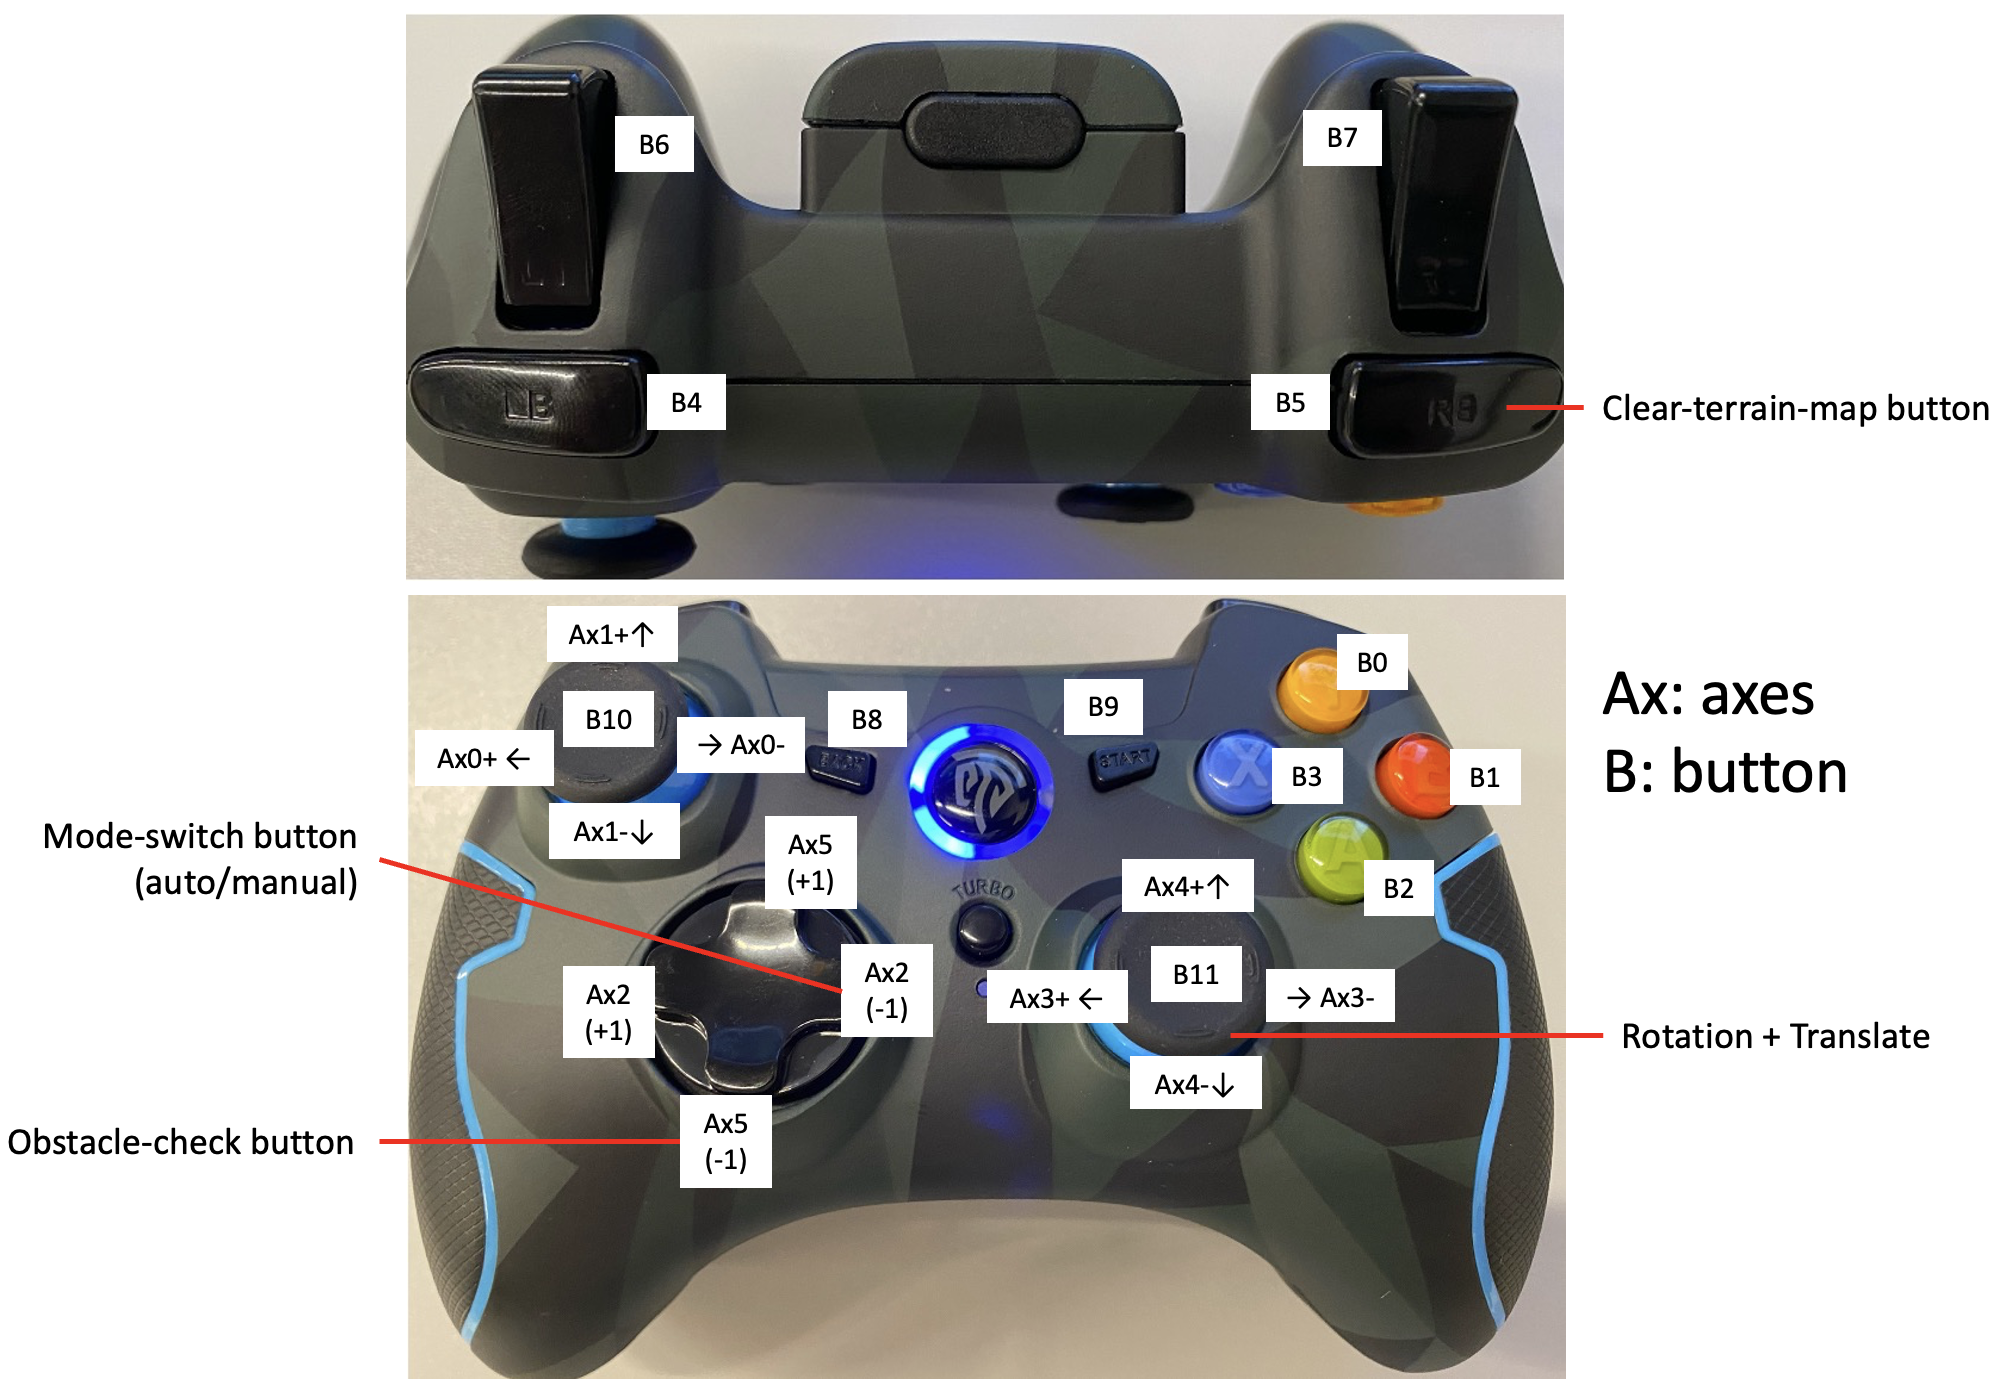 B6
B7
LB
B4
B5
RB
Clear-terrain-map button
Ax1+↑
B0
B10
B8
B9
Ax0+ ←
→ Ax0-
BACK
START
X
B3
B1
Ax: axes
B: button
Ax1-↓
Mode-switch button
(auto/manual)
Ax5
(+1)
A
B2
TURBO
Ax4+↑
Ax2
(+1)
Ax2
(-1)
B11
Ax3+ ←
→ Ax3-
Rotation + Translate
Ax4-↓
Obstacle-check button
Ax5
(-1)